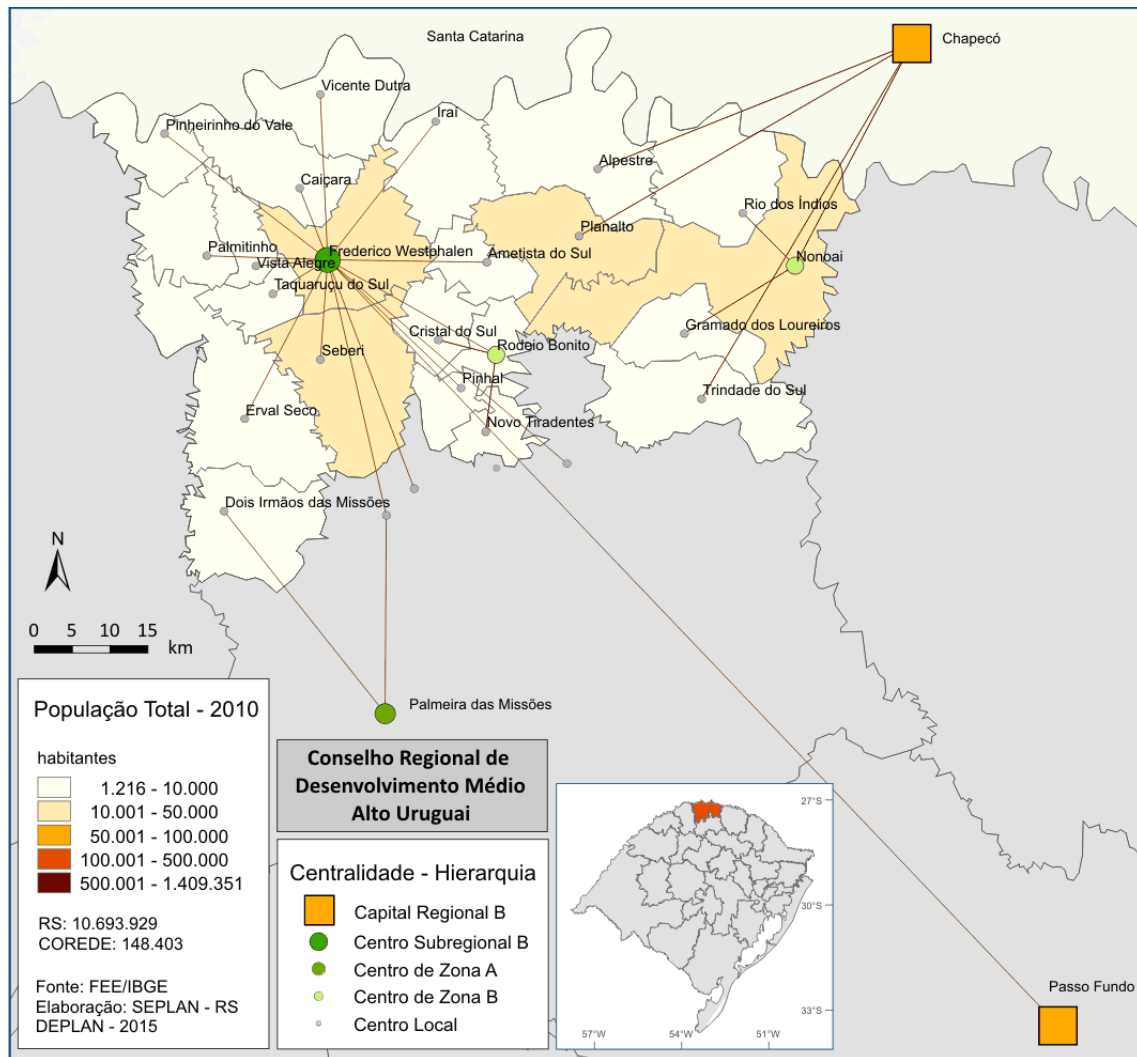 Santa Catarina
Chapecó
Vicente Dutra
Iraí
Pinheirinho do Vale
Alpestre
Caiçara
Rio dos Índios
Planalto
Palmitinho
Frederico Westphalen
Ametista do Sul
Nonoai
Vista Alegre
Taquaruçu do Sul
Cristal do Sul
Gramado dos Loureiros
Rodeio Bonito
Seberi
Pinhal
Trindade do Sul
Erval Seco
Novo Tiradentes
Dois Irmãos das Missões
N
0 5 10 15
km
Palmeira das Missões
População Total - 2010
habitantes
1.216 - 10.000
10.001 - 50.000
50.001 - 100.000
100.001 - 500.000
500.001 - 1.409.351
RS: 10.693.929
COREDE: 148.403
Fonte: FEE/IBGE
Elaboração: SEPLAN - RS
DEPLAN - 2015
Conselho Regional de
Desenvolvimento Médio
Alto Uruguai
Centralidade - Hierarquia
Capital Regional B
Centro Subregional B
Centro de Zona A
Centro de Zona B
Centro Local
27°S
30°S
33°S
57°W
54°W
51°W
Passo Fundo